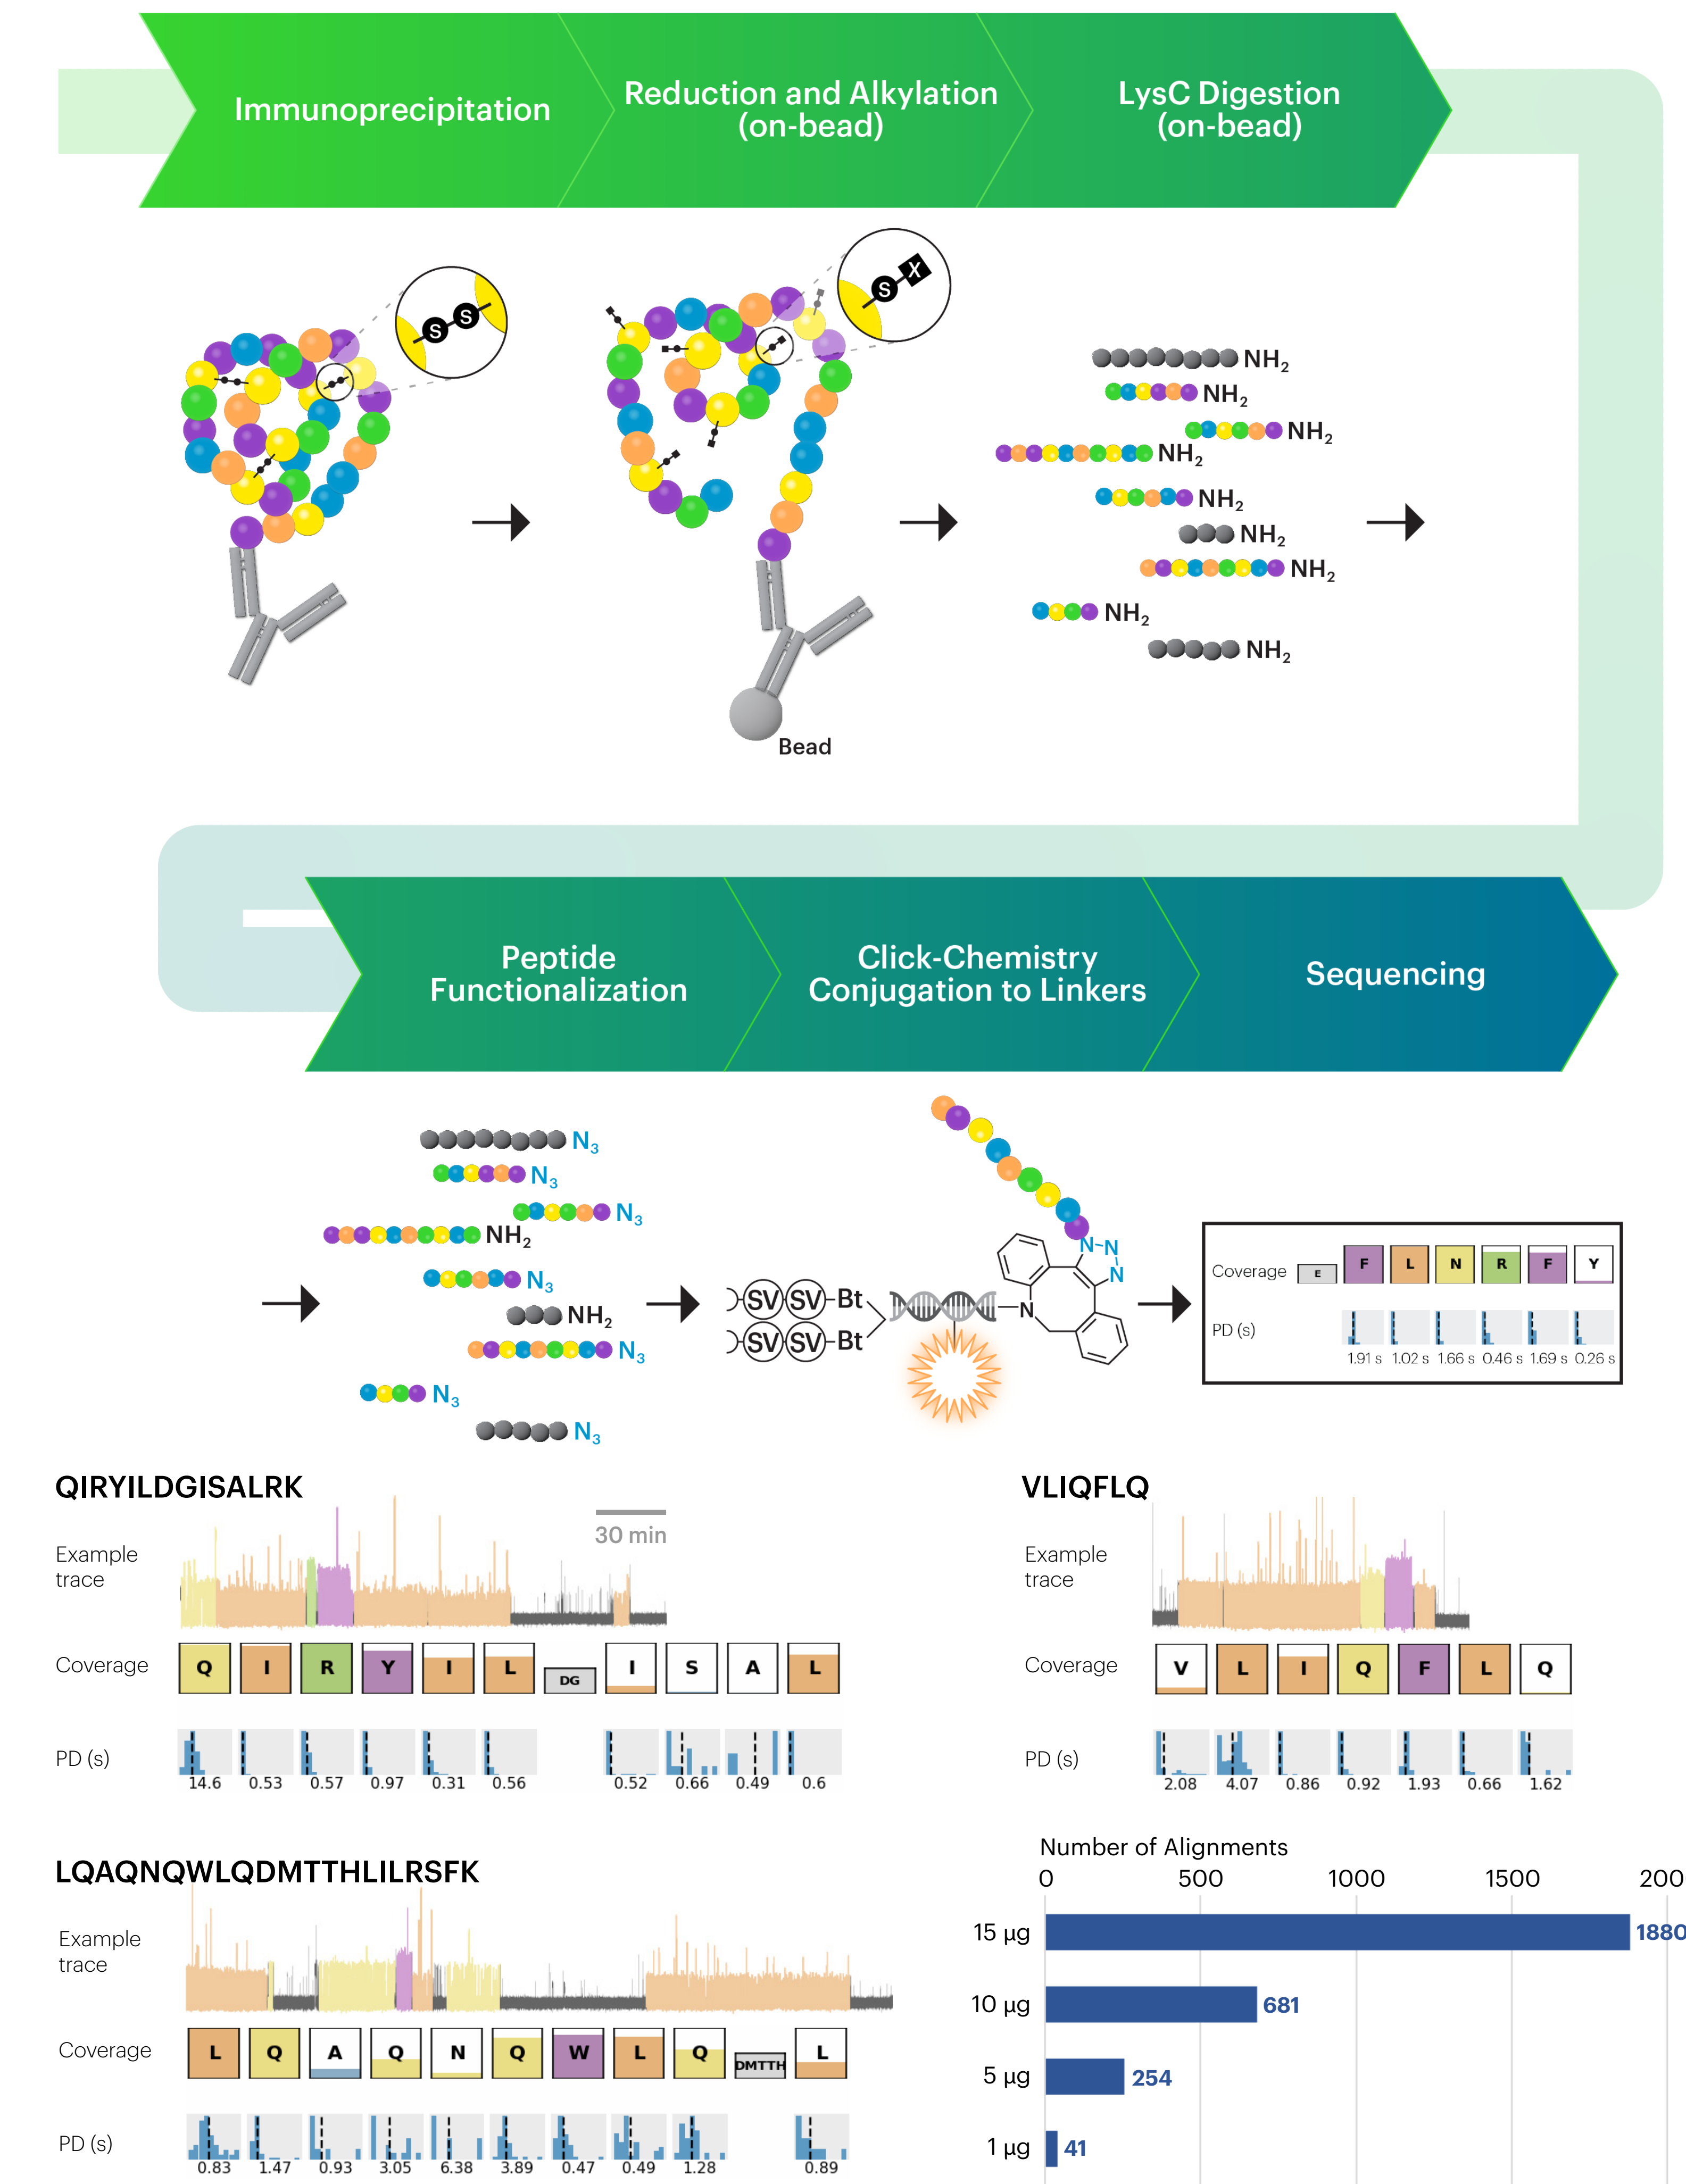 Immunoprecipitation
Reduction and Alkylation
(on-bead)
LysC Digestion
(on-bead)
S S
S X
NH2
NH2
NH2
NH2
NH2
NH2
NH2
NH2
NH2
Bead
Peptide
Functionalization
Click-Chemistry
Conjugation to Linkers
Sequencing
N3
N3
N3
NH2
N3
NH2
N3
N3
N3
SV SV Bt
SV SV Bt
N
N N
N
Coverage E F L N R F Y
PD (s)
1.91 s 1.02 s 1.66 s 0.46 s 1.69 s 0.26 s
QIRYILDGISALRK
30 min
Example
trace
Coverage Q I R Y I L DG I S A L
PD (s)
14.6 0.53 0.57 0.97 0.31 0.56 0.52 0.66 0.49 0.6
VLIQFLQ
Example
trace
Coverage V L I Q F L Q
PD (s)
2.08 4.07 0.86 0.92 1.93 0.66 1.62
LQAQNQWLQDMTTHLILRSFK
Example
trace
Coverage L Q A Q N Q W L Q DMTTH L
PD (s)
0.83 1.47 0.93 3.05 6.38 3.89 0.47 0.49 1.28 0.89
Number of Alignments
0 500 1000 1500 200
15 µg 1880
10 µg 681
5 µg 254
1 µg 41